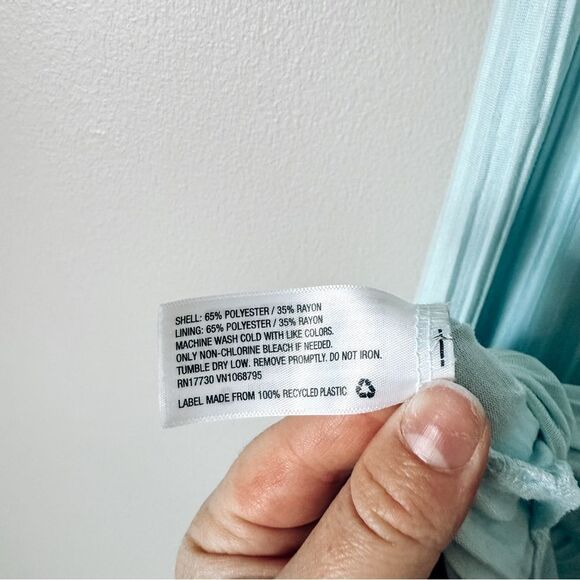 SHELL: 65% POLYESTER / 35% RAYON
LINING: 65% POLYESTER / 35% RAYON
MACHINE WASH COLD WITH LIKE COLORS.
ONLY NON-CHLORINE BLEACH IF NEEDED.
TUMBLE DRY LOW. REMOVE PROMPTLY. DO NOT IRON.
RN17730 VN1068795
LABEL MADE FROM 100% RECYCLED PLASTIC